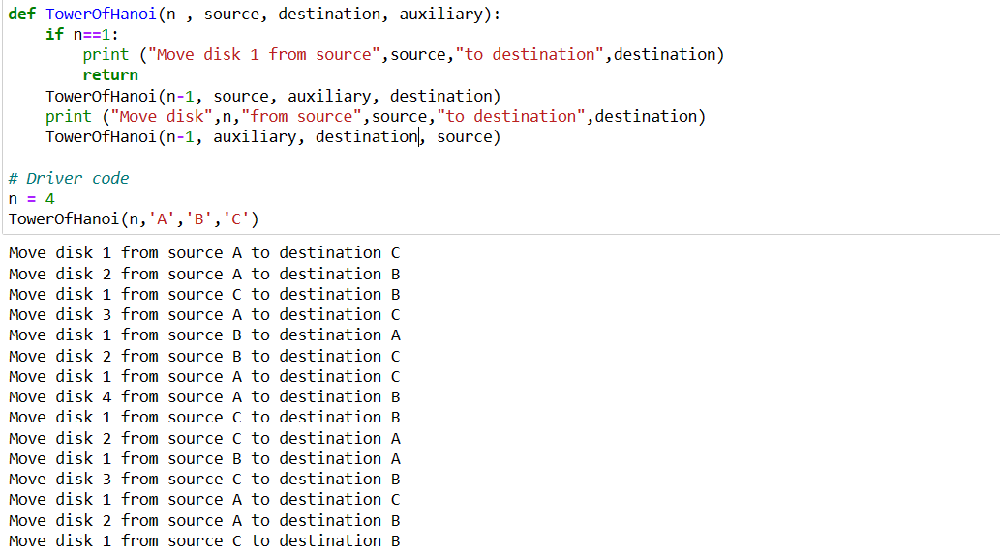 def TowerOfHanoi(n , source, destination, auxiliary):
    if n==1:
        print ("Move disk 1 from source",source,"to destination",destination)
        return
    TowerOfHanoi(n-1, source, auxiliary, destination)
    print ("Move disk",n,"from source",source,"to destination",destination)
    TowerOfHanoi(n-1, auxiliary, destination, source)
# Driver code
n = 4
TowerOfHanoi(n,'A','B','C')
Move disk 1 from source A to destination C
Move disk 2 from source A to destination B
Move disk 1 from source C to destination B
Move disk 3 from source A to destination C
Move disk 1 from source B to destination A
Move disk 2 from source B to destination C
Move disk 1 from source A to destination C
Move disk 4 from source A to destination B
Move disk 1 from source C to destination B
Move disk 2 from source C to destination A
Move disk 1 from source B to destination A
Move disk 3 from source C to destination B
Move disk 1 from source A to destination C
Move disk 2 from source A to destination B
Move disk 1 from source C to destination B